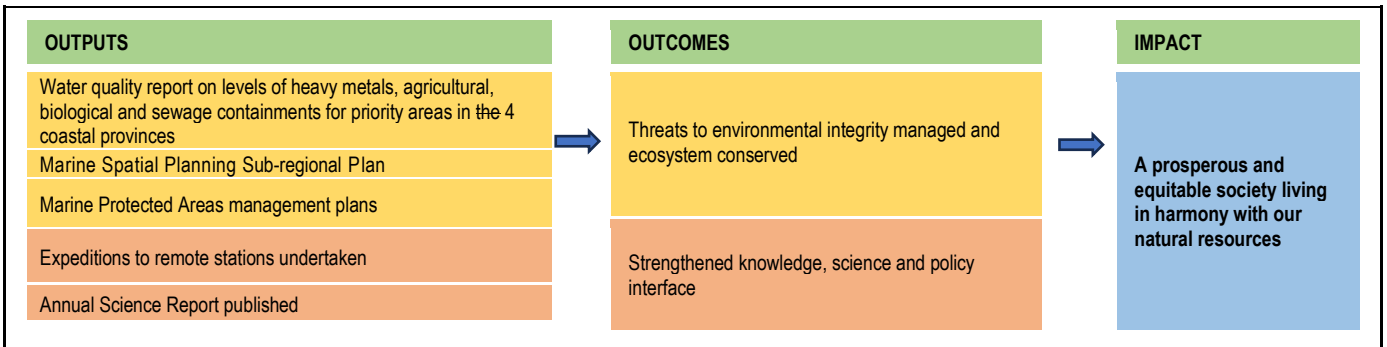 OUTPUTS
Water quality report on levels of heavy metals, agricultural,
biological and sewage containments for priority areas in the 4
coastal provinces
Marine Spatial Planning Sub-regional Plan
Marine Protected Areas management plans
Expeditions to remote stations undertaken
Annual Science Report published
OUTCOMES
Threats to environmental integrity managed and
ecosystem conserved
Strengthened knowledge, science and policy
interface
IMPACT
A prosperous and
equitable society living
in harmony with our
natural resources